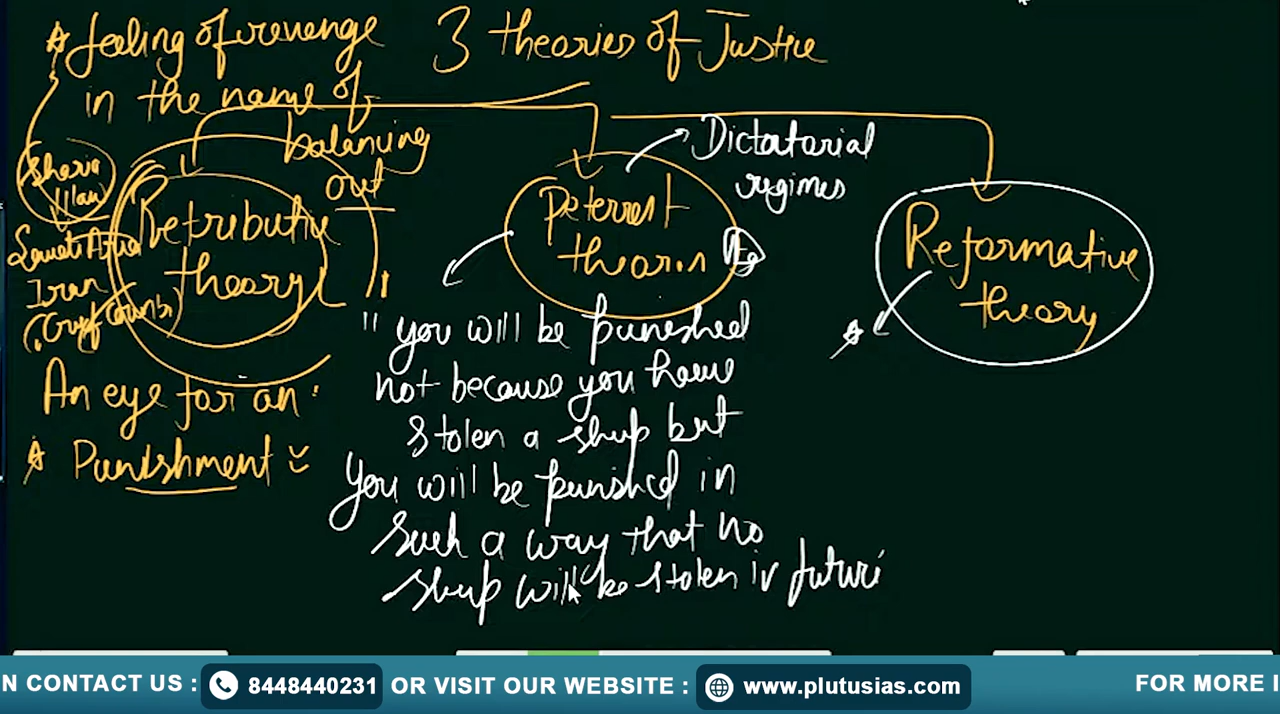 3 theories of Justice
* feeling of revenge
in the name of
balancing
out
Sharia
law
Retributive
theory
Iran
An eye for an
* Punishment
Deterrent
theory
Dictatorial
regimes
"you will be punished
not because you have
stolen a sheep but
you will be punished in
such a way that no
sheep will be stolen in future
Reformative
theory
*
N CONTACT US : 8448440231 OR VISIT OUR WEBSITE : www.plutusias.com FOR MORE I